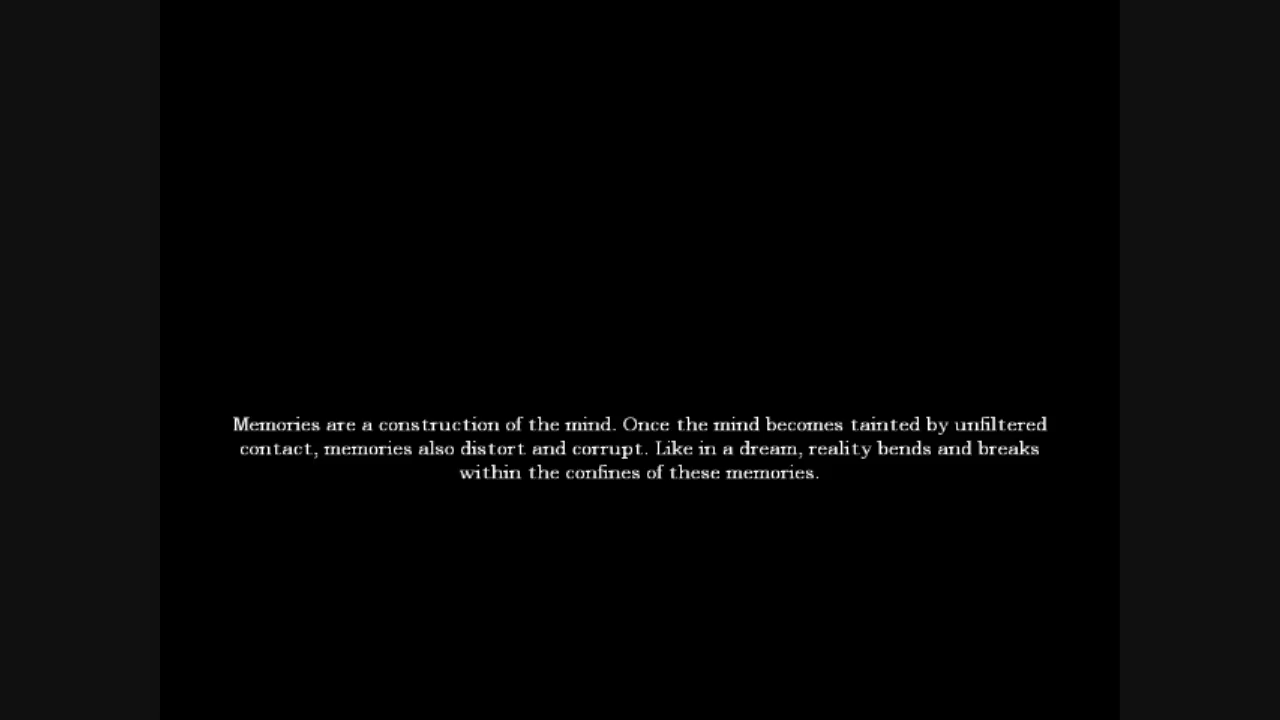 Memories are a construction of the mind. Once the mind becomes tainted by unfiltered
contact, memories also distort and corrupt. Like in a dream, reality bends and breaks
within the confines of these memories.